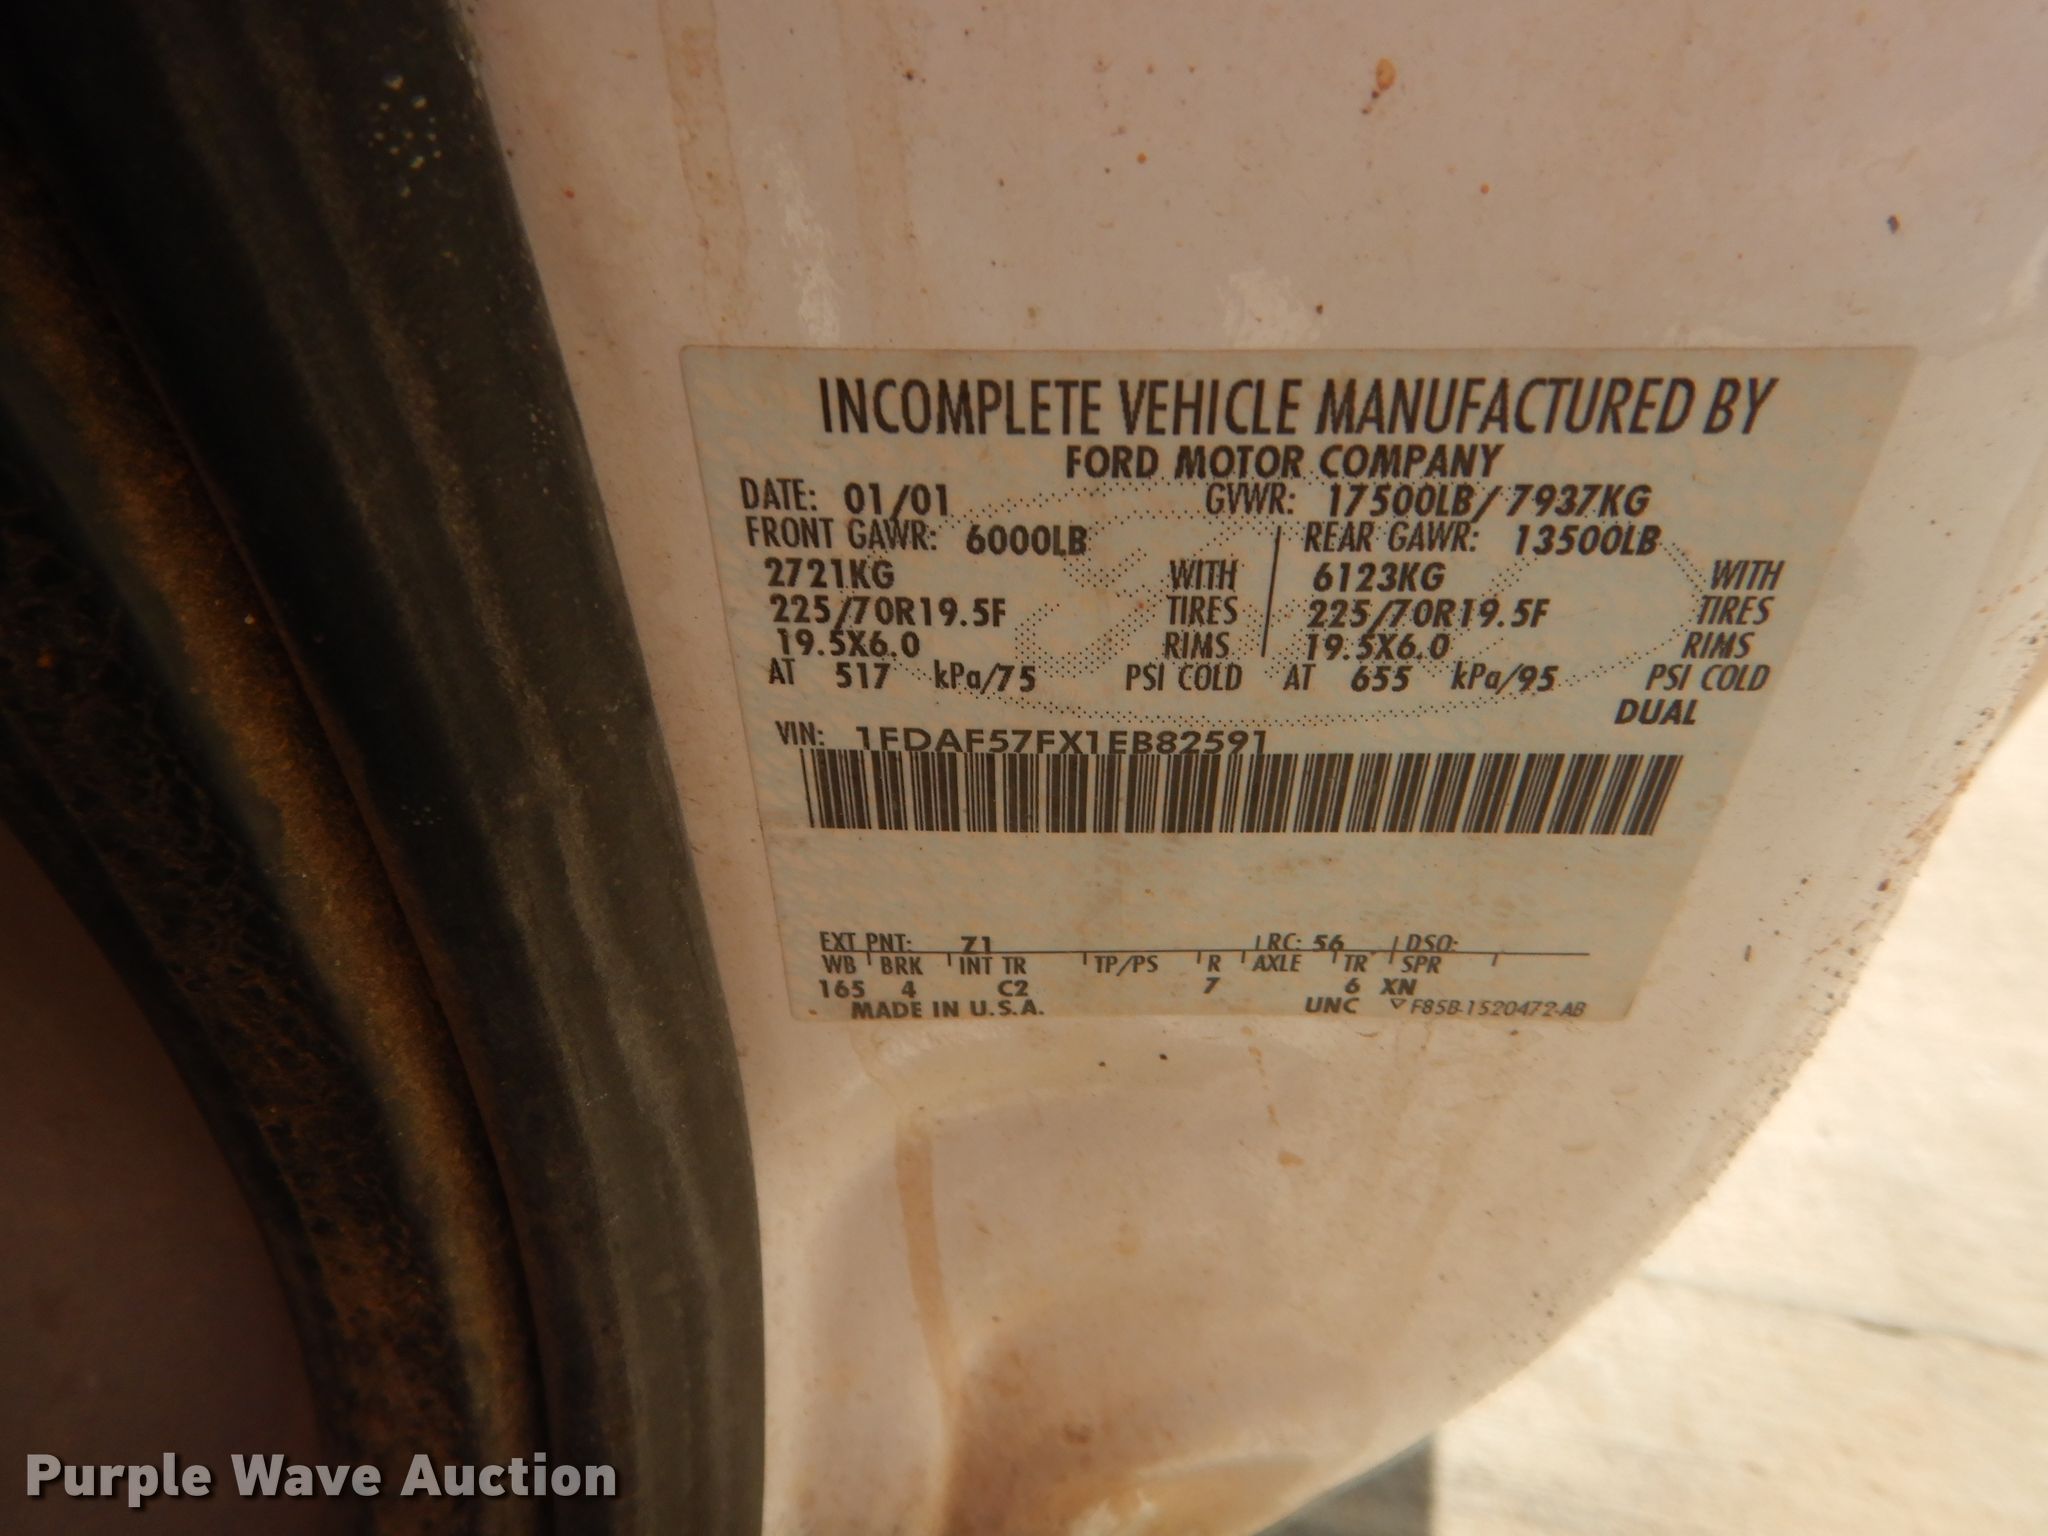 INCOMPLETE VEHICLE MANUFACTURED BY
FORD MOTOR COMPANY
DATE: 01/01 GVWR: 17500LB/7937KG
FRONT GAWR: 6000LB REAR GAWR: 13500LB
2721KG WITH 6123KG WITH
225/70R19.5F TIRES 225/70R19.5F TIRES
19.5X6.0 RIMS 19.5X6.0 RIMS
AT 517 kPa/75 PSI COLD AT 655 kPa/95 PSI COLD
DUAL
VIN: 1FDAF57FX1EB82591
EXT PNT: Z1 RC: 56 DSO:
WB BRK INT TR TP/PS R AXLE TR SPR
165 4 C2 7 6 XN
MADE IN U.S.A. UNC F85B-1520472-AB
Purple Wave Auction